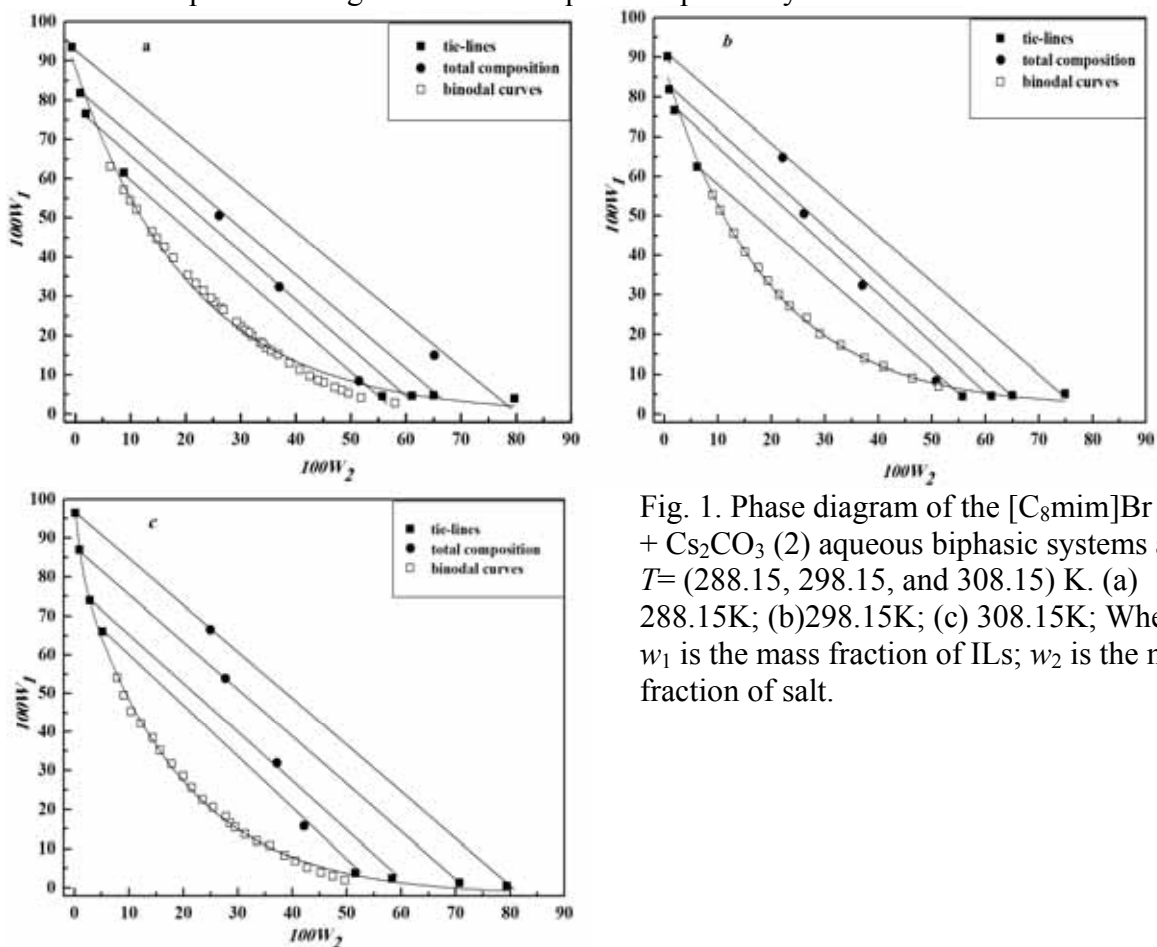 a
tie-lines
total composition
binodal curves
100
90
80
70
60
50
40
30
20
10
0
100W₁
0 10 20 30 40 50 60 70 80 90
100W₂
b
tie-lines
total composition
binodal curves
100
90
80
70
60
50
40
30
20
10
0
100W₁
0 10 20 30 40 50 60 70 80 90
100W₂
c
tie-lines
total composition
binodal curves
100
90
80
70
60
50
40
30
20
10
0
100W₁
0 10 20 30 40 50 60 70 80 90
100W₂
Fig. 1. Phase diagram of the [C₈mim]Br
+ Cs₂CO₃ (2) aqueous biphasic systems
T= (288.15, 298.15, and 308.15) K. (a)
288.15K; (b)298.15K; (c) 308.15K;
w₁ is the mass fraction of ILs; w₂ is the
fraction of salt.